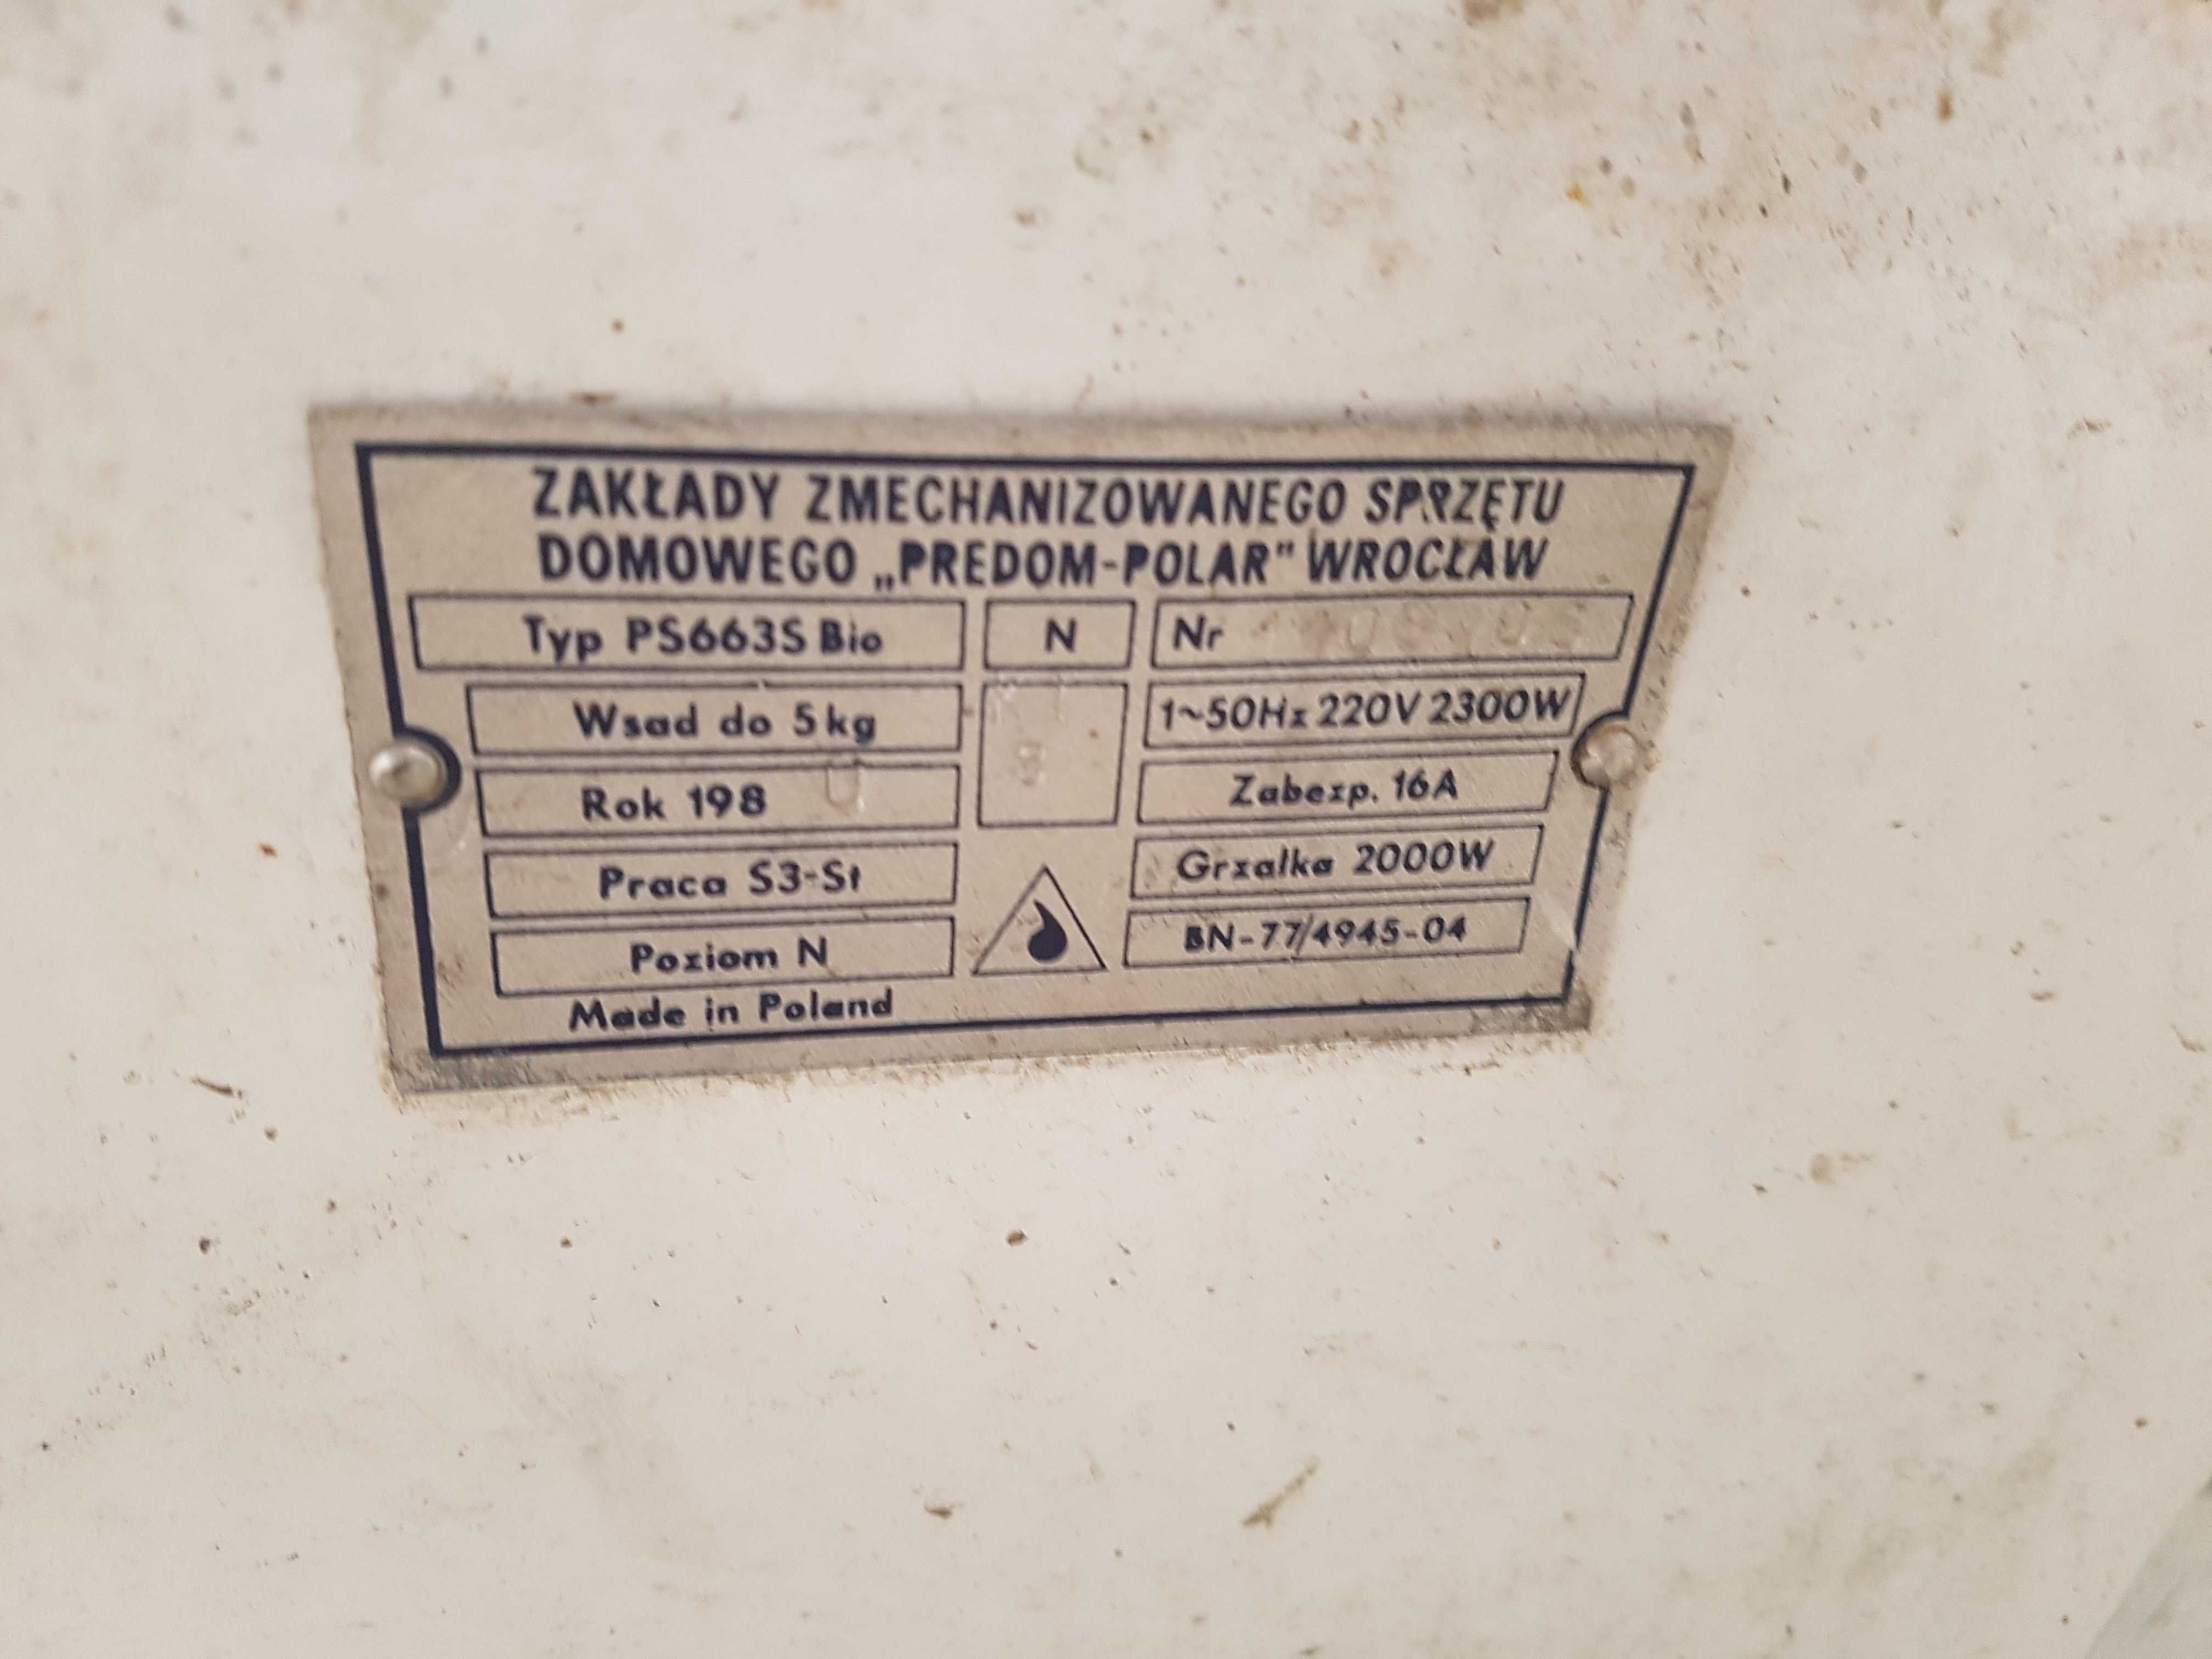 ZAKŁADY ZMECHANIZOWANEGO SPRZĘTU
DOMOWEGO „PREDOM-POLAR" WROCŁAW
Typ PS663S Bio N Nr
Wsad do 5kg 1~50Hz 220V 2300W
Rok 198 Zabezp. 16A
Praca S3-St Grzałka 2000W
Poziom N BN-77/4945-04
Made in Poland